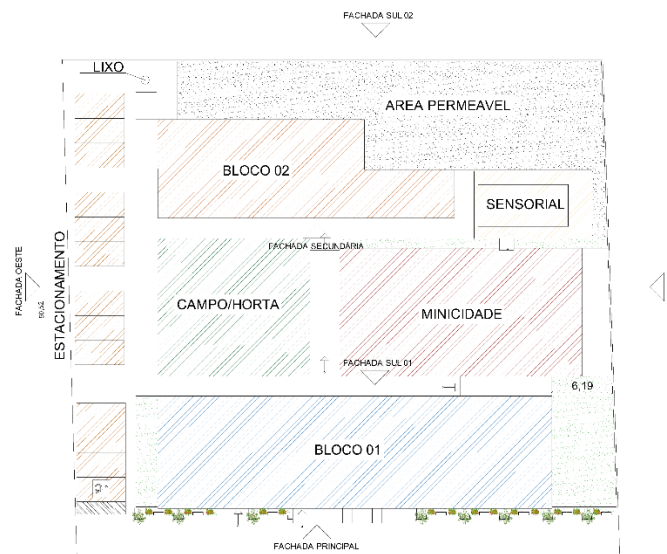 FACHADA SUL 02
LIXO
AREA PERMEAVEL
BLOCO 02
SENSORIAL
FACHADA SECUNDÁRIA
FACHADA OESTE
ESTACIONAMENTO
CAMPO/HORTA
MINICIDADE
FACHADA SUL 01
6,19
BLOCO 01
FACHADA PRINCIPAL